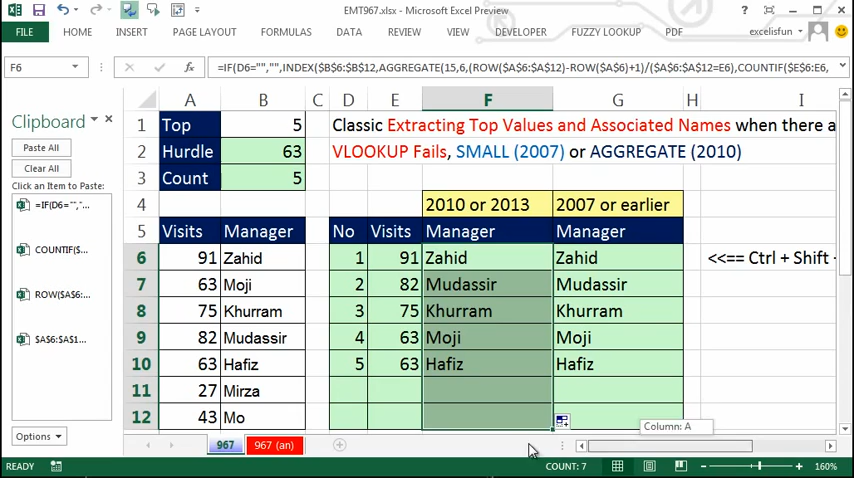 EMT967.xlsx - Microsoft Excel Preview
excelisfun
FILE HOME INSERT PAGE LAYOUT FORMULAS DATA REVIEW VIEW DEVELOPER FUZZY LOOKUP PDF
F6 fx =IF(D6="","",INDEX($B$6:$B$12,AGGREGATE(15,6,(ROW($A$6:$A$12)-ROW($A$6)+1)/($A$6:$A$12=E6),COUNTIF($E$6:E6,
Clipboard
Paste All
Clear All
Click an Item to Paste:
=IF(D6="","...
COUNTIF($...
ROW($A$6:...
$A$6:$A$1...
Options
A B C D E F G H I
1 Top 5 Classic Extracting Top Values and Associated Names when there a
2 Hurdle 63 VLOOKUP Fails, SMALL (2007) or AGGREGATE (2010)
3 Count 5
4 2010 or 2013 2007 or earlier
5 Visits Manager No Visits Manager Manager
6 91 Zahid 1 91 Zahid Zahid <<== Ctrl + Shift
7 63 Moji 2 82 Mudassir Mudassir
8 75 Khurram 3 75 Khurram Khurram
9 82 Mudassir 4 63 Moji Moji
10 63 Hafiz 5 63 Hafiz Hafiz
11 27 Mirza
12 43 Mo
Column: A
967 967 (an)
READY COUNT: 7 160%